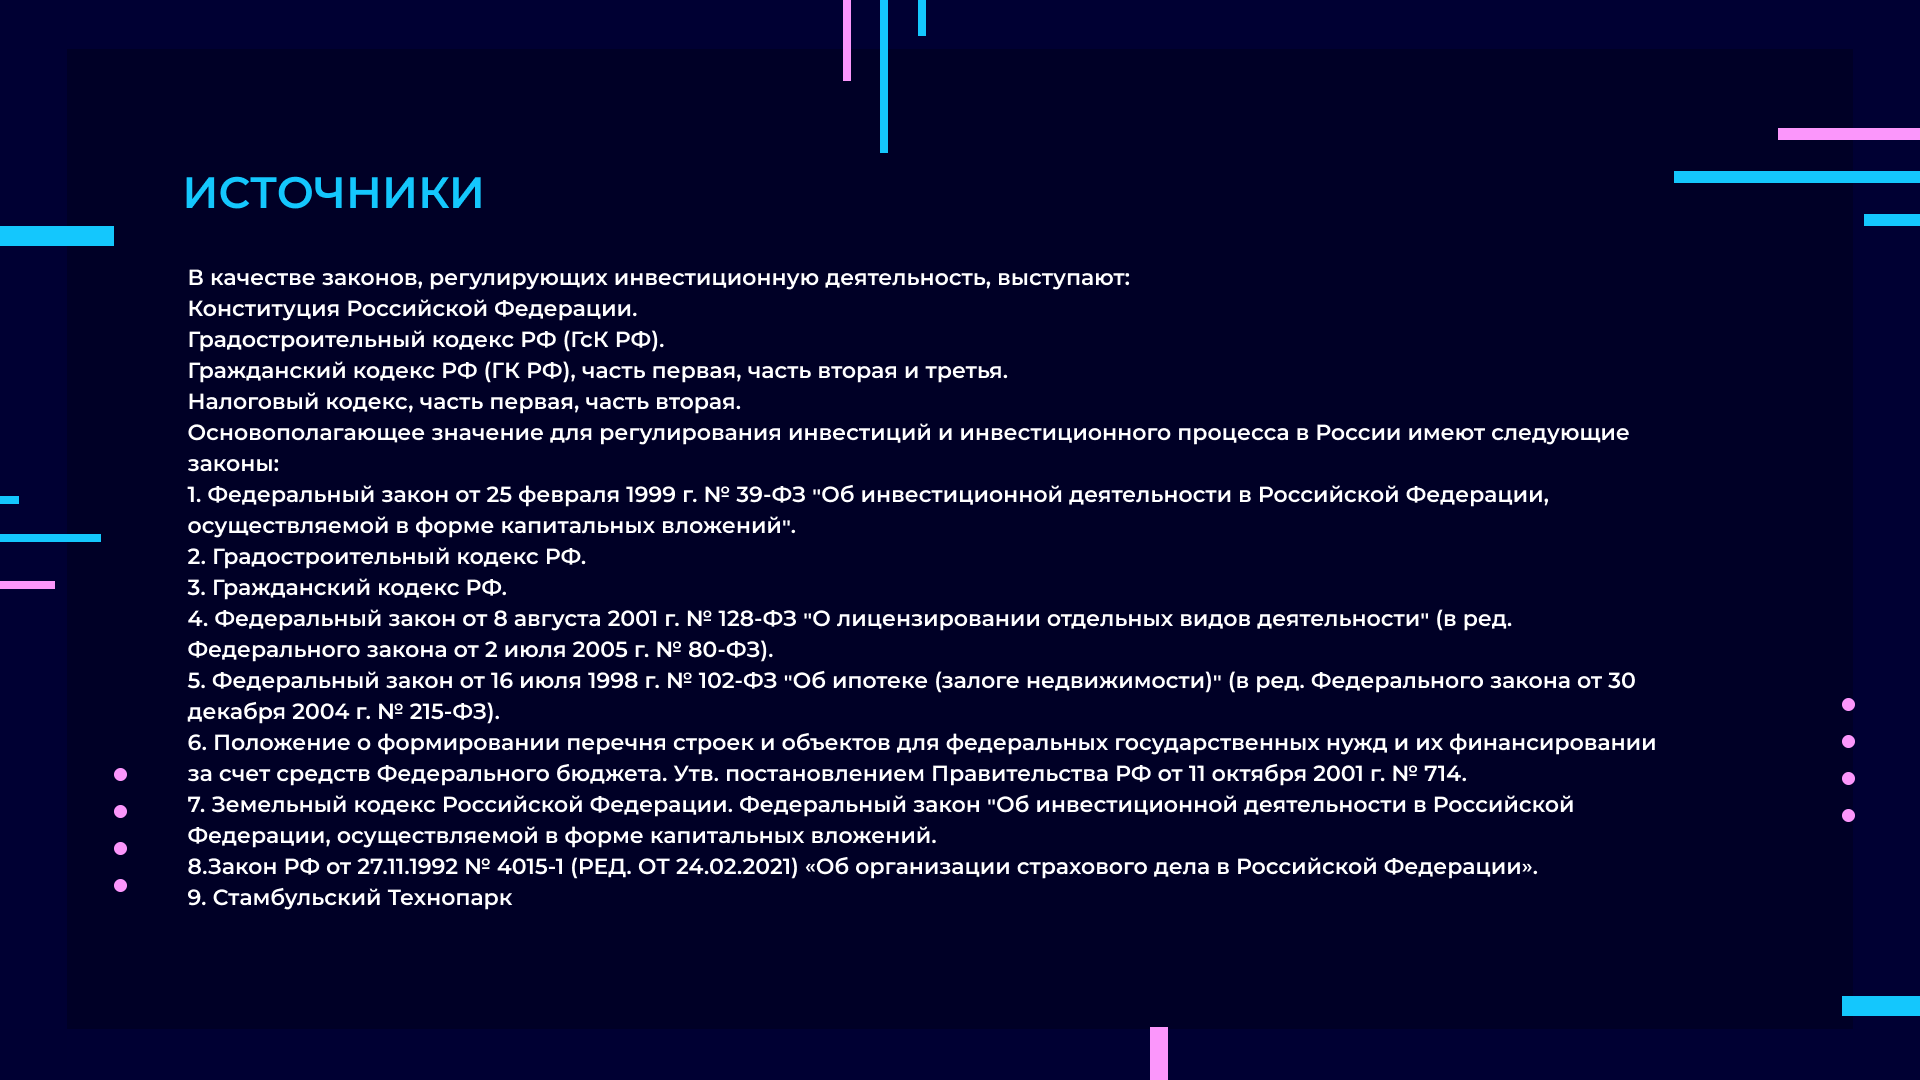 ИСТОЧНИКИ
В качестве законов, регулирующих инвестиционную деятельность, выступают:
Конституция Российской Федерации.
Градостроительный кодекс РФ (ГсК РФ).
Гражданский кодекс РФ (ГК РФ), часть первая, часть вторая и третья.
Налоговый кодекс, часть первая, часть вторая.
Основополагающее значение для регулирования инвестиций и инвестиционного процесса в России имеют следующие
законы:
1. Федеральный закон от 25 февраля 1999 г. № 39-ФЗ "Об инвестиционной деятельности в Российской Федерации,
осуществляемой в форме капитальных вложений".
2. Градостроительный кодекс РФ.
3. Гражданский кодекс РФ.
4. Федеральный закон от 8 августа 2001 г. № 128-ФЗ "О лицензировании отдельных видов деятельности" (в ред.
Федерального закона от 2 июля 2005 г. № 80-ФЗ).
5. Федеральный закон от 16 июля 1998 г. № 102-ФЗ "Об ипотеке (залоге недвижимости)" (в ред. Федерального закона от 30
декабря 2004 г. № 215-ФЗ).
6. Положение о формировании перечня строек и объектов для федеральных государственных нужд и их финансировании
за счет средств Федерального бюджета. Утв. постановлением Правительства РФ от 11 октября 2001 г. № 714.
7. Земельный кодекс Российской Федерации. Федеральный закон "Об инвестиционной деятельности в Российской
Федерации, осуществляемой в форме капитальных вложений.
8.Закон РФ от 27.11.1992 № 4015-1 (РЕД. ОТ 24.02.2021) «Об организации страхового дела в Российской Федерации».
9. Стамбульский Технопарк